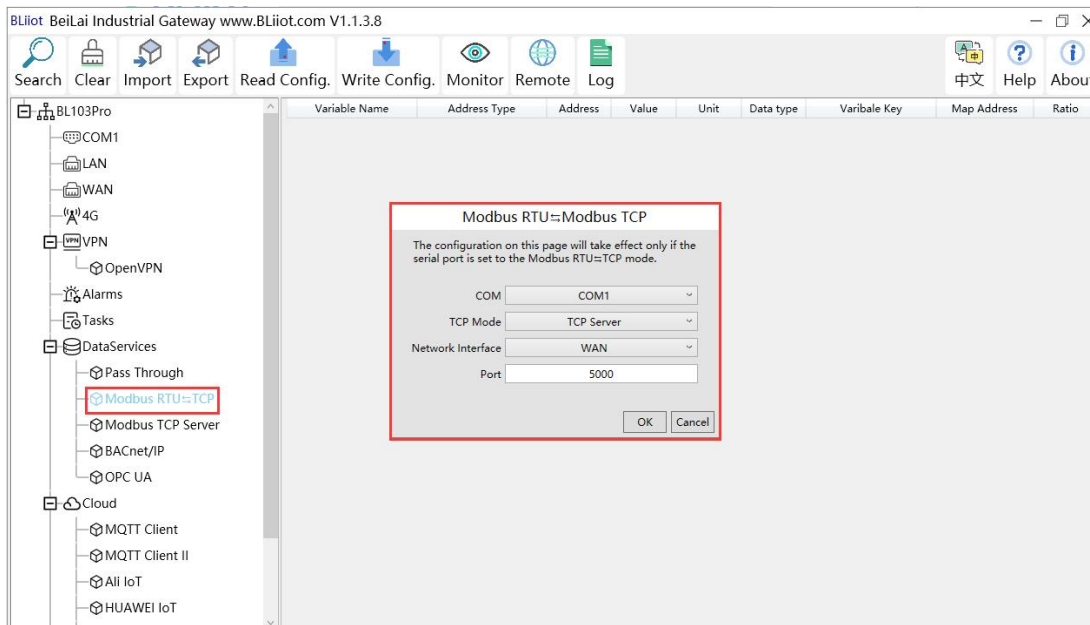 BLiiot BeiLai Industrial Gateway www.BLiiot.com V1.1.3.8
Search Clear Import Export Read Config. Write Config. Monitor Remote Log 中文 Help About
BL103Pro
COM1
LAN
WAN
4G
VPN
OpenVPN
Alarms
Tasks
DataServices
Pass Through
Modbus RTU⇆TCP
Modbus TCP Server
BACnet/IP
OPC UA
Cloud
MQTT Client
MQTT Client II
Ali IoT
HUAWEI IoT
Variable Name Address Type Address Value Unit Data type Varibale Key Map Address Ratio
Modbus RTU⇆Modbus TCP
The configuration on this page will take effect only if the
serial port is set to the Modbus RTU⇆TCP mode.
COM COM1
TCP Mode TCP Server
Network Interface WAN
Port 5000
OK Cancel